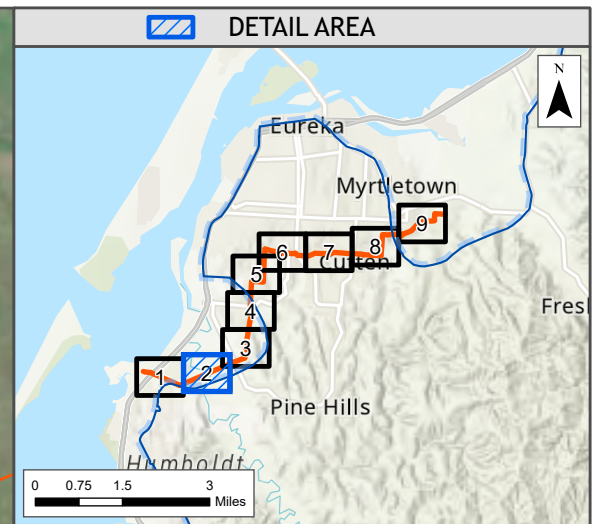 DETAIL AREA
N
Eureka
Myrtletown
9
8
7
6
Cutten
5
4
3
2
1
Fresh
Pine Hills
Humboldt
0 0.75 1.5 3
Miles